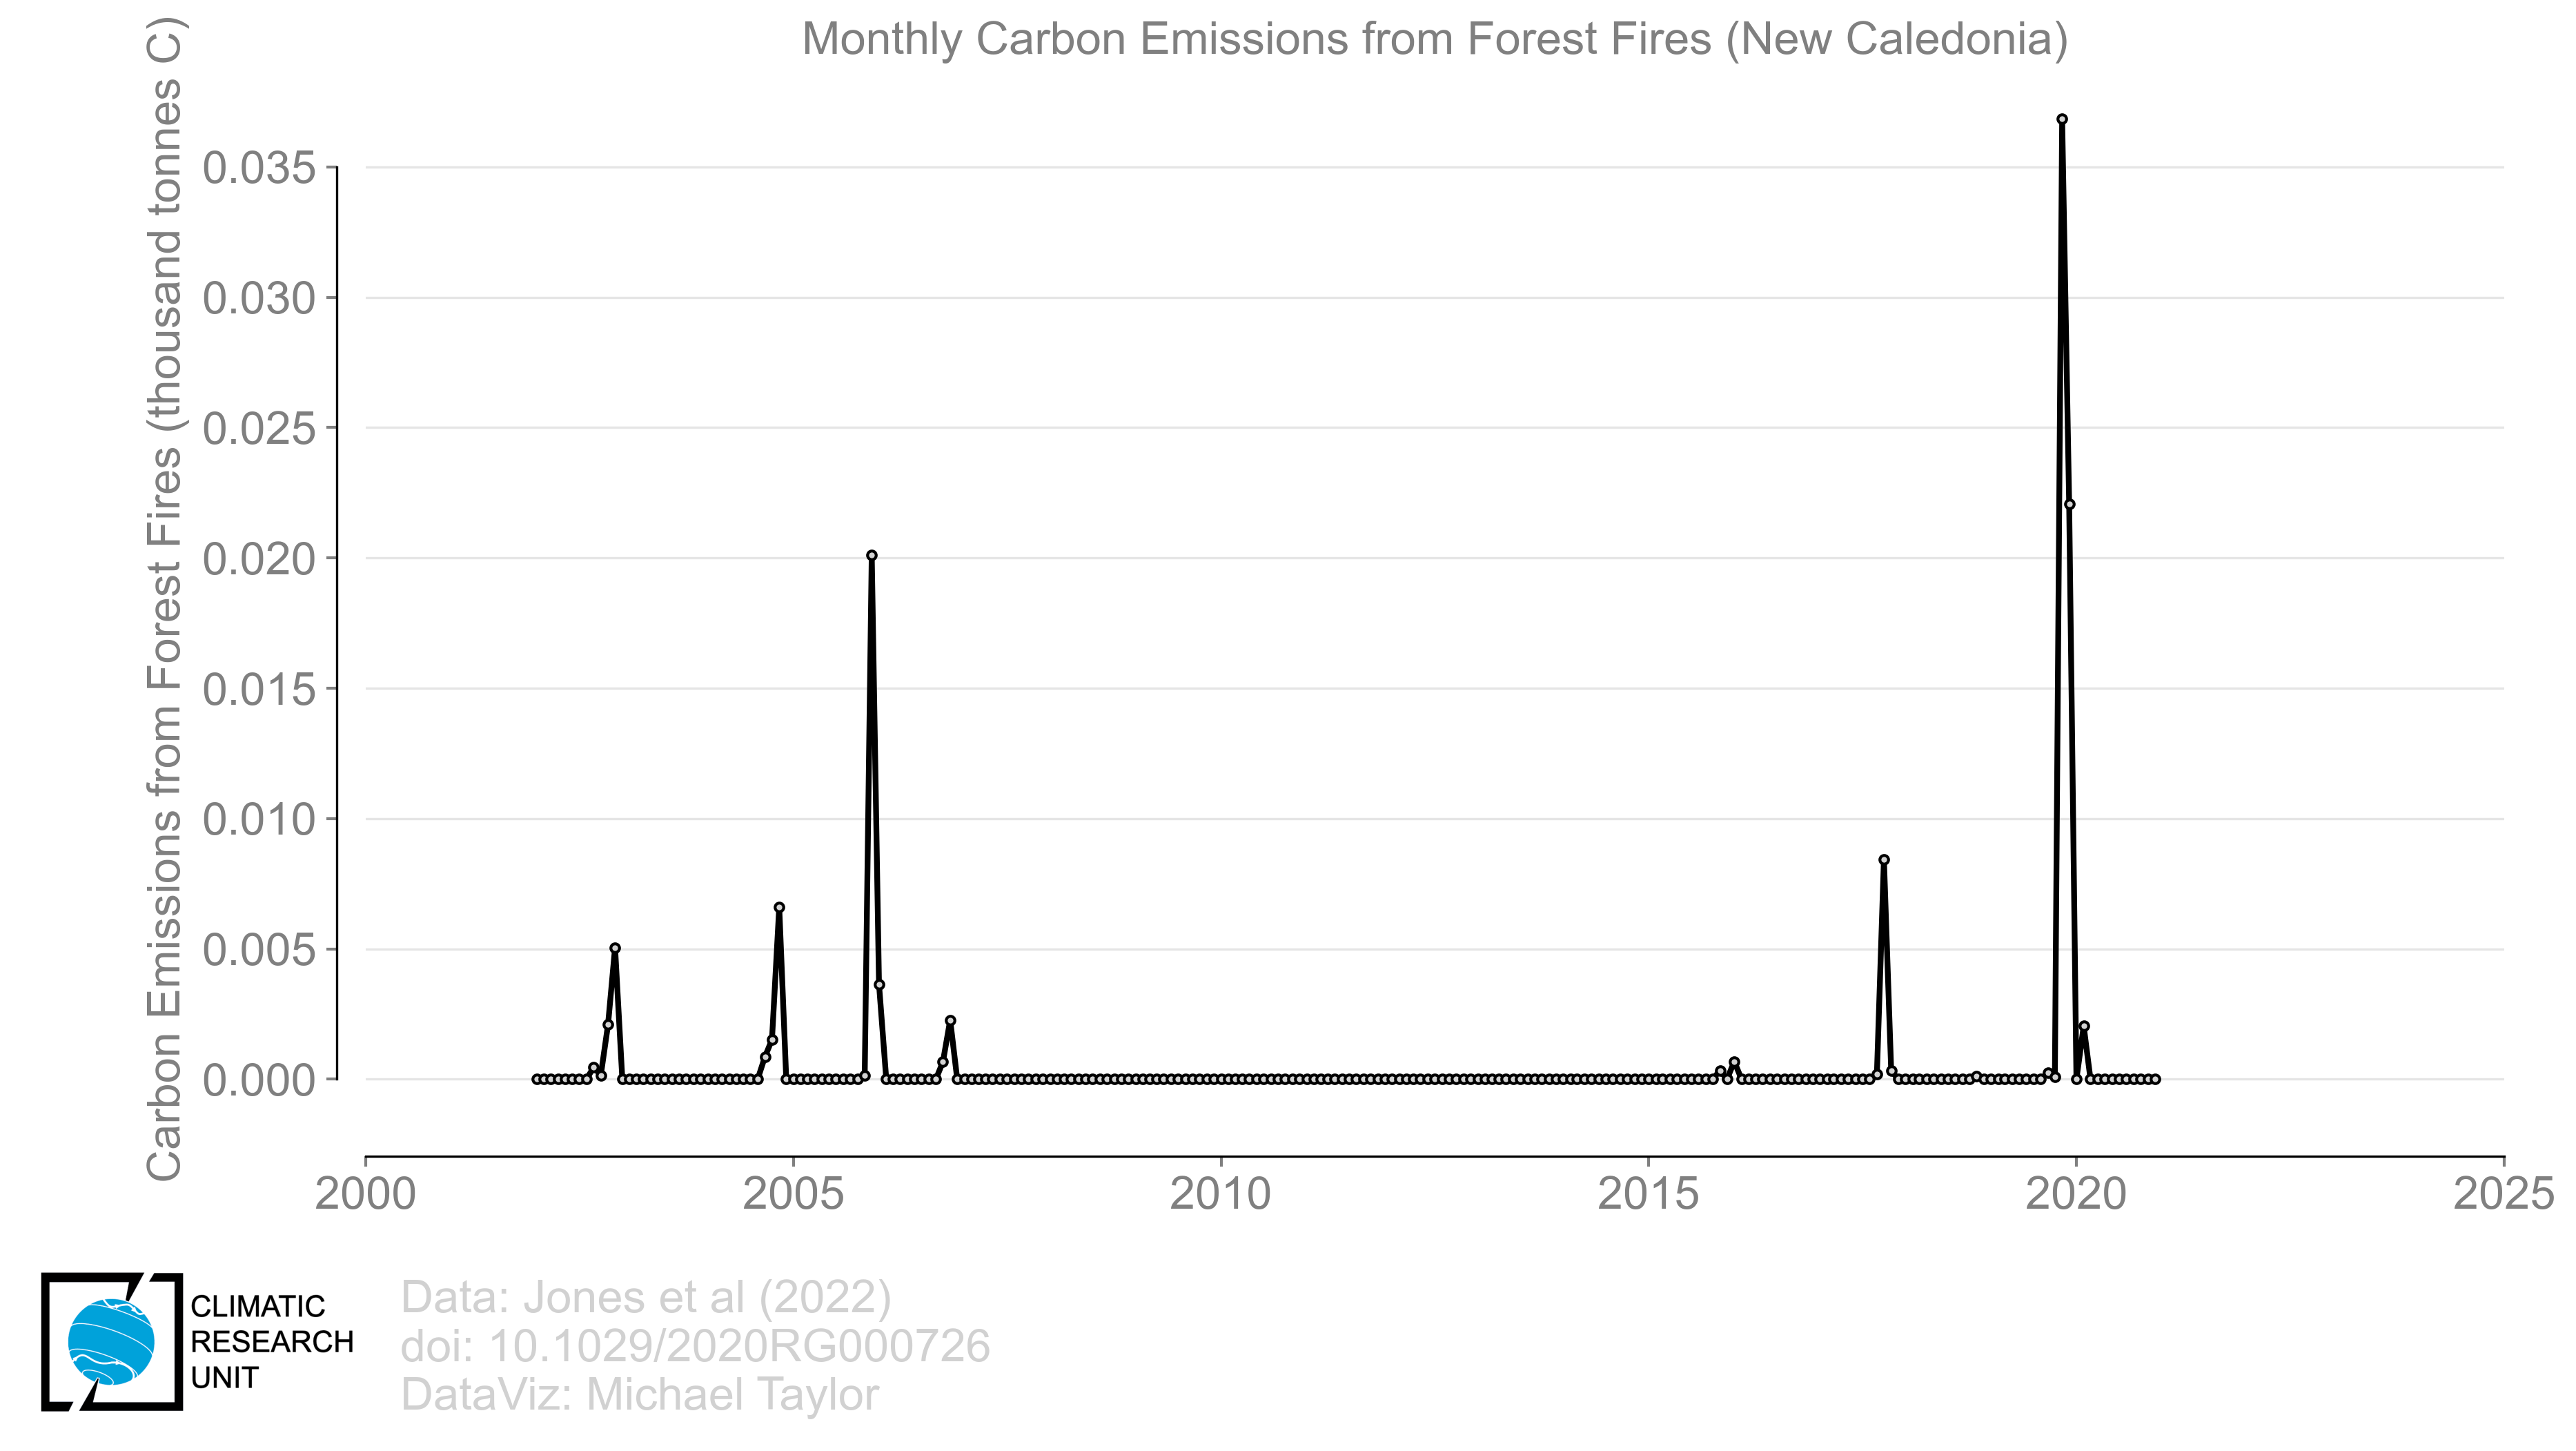 Monthly Carbon Emissions from Forest Fires (New Caledonia)
Carbon Emissions from Forest Fires (thousand tonnes C)
0.035
0.030
0.025
0.020
0.015
0.010
0.005
0.000
2000 2005 2010 2015 2020 2025
CLIMATIC
RESEARCH
UNIT
Data: Jones et al (2022)
doi: 10.1029/2020RG000726
DataViz: Michael Taylor